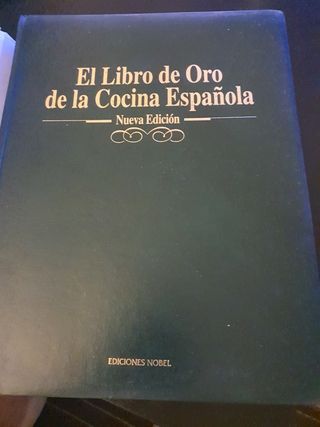 El Libro de Oro
de la Cocina Española
Nueva Edición
EDICIONES NOBEL